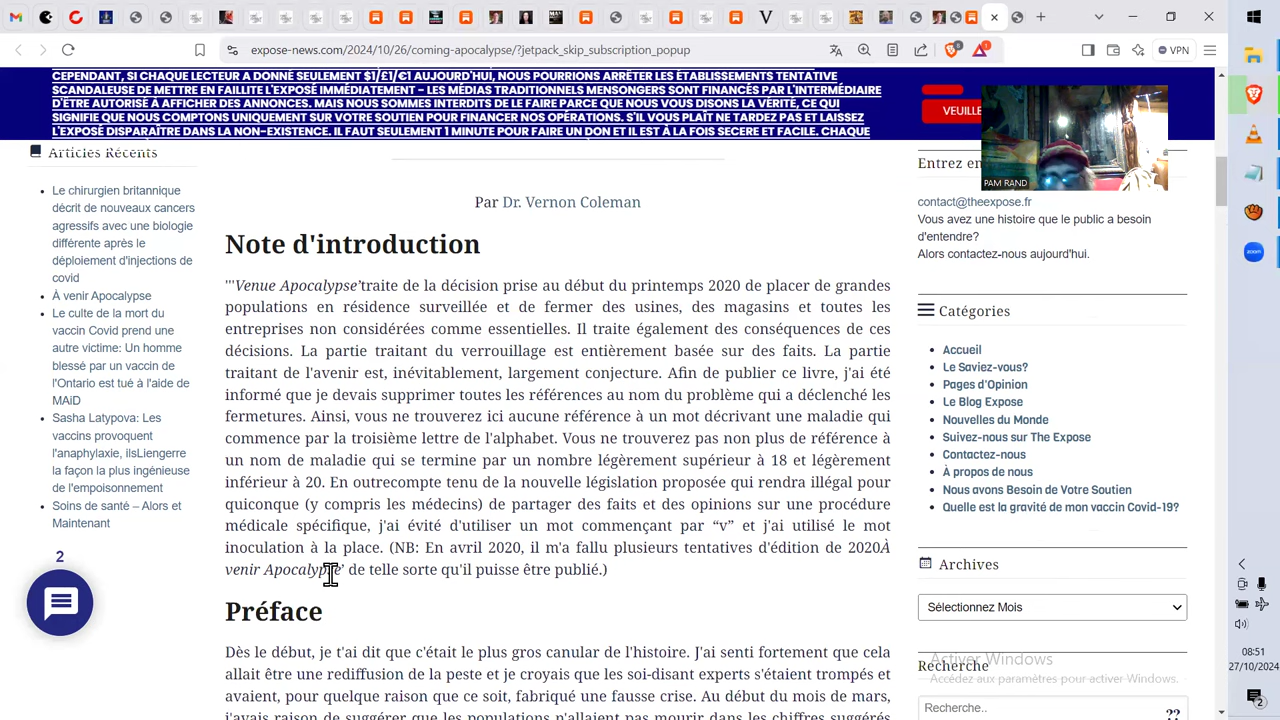 expose-news.com/2024/10/26/coming-apocalypse/?jetpack_skip_subscription_popup
VPN
CEPENDANT, SI CHAQUE LECTEUR A DONNÉ SEULEMENT $1/£1/€1 AUJOURD'HUI, NOUS POURRIONS ARRÊTER LES ÉTABLISSEMENTS TENTATIVE
SCANDALEUSE DE METTRE EN FAILLITE L'EXPOSÉ IMMÉDIATEMENT - LES MÉDIAS TRADITIONNELS MENSONGERS SONT FINANCÉS PAR L'INTERMÉDIAIRE
D'ÊTRE AUTORISÉ À AFFICHER DES ANNONCES. MAIS NOUS SOMMES INTERDITS DE LE FAIRE PARCE QUE NOUS VOUS DISONS LA VÉRITÉ, CE QUI
SIGNIFIE QUE NOUS COMPTONS UNIQUEMENT SUR VOTRE SOUTIEN POUR FINANCER NOS OPÉRATIONS. S'IL VOUS PLAÎT NE TARDEZ PAS ET LAISSEZ
L'EXPOSÉ DISPARAÎTRE DANS LA NON-EXISTENCE. IL FAUT SEULEMENT 1 MINUTE POUR FAIRE UN DON ET IL EST À LA FOIS SECERE ET FACILE. CHAQUE
VEUILLE
PAM RAND
Articles Récents
Le chirurgien britannique
décrit de nouveaux cancers
agressifs avec une biologie
différente après le
déploiement d'injections de
covid
À venir Apocalypse
Le culte de la mort du
vaccin Covid prend une
autre victime: Un homme
blessé par un vaccin de
l'Ontario est tué à l'aide de
MAiD
Sasha Latypova: Les
vaccins provoquent
l'anaphylaxie, ilsLiengerre
la façon la plus ingénieuse
de l'empoisonnement
Soins de santé – Alors et
Maintenant
2
Par Dr. Vernon Coleman
Note d'introduction
'''Venue Apocalypse'traite de la décision prise au début du printemps 2020 de placer de grandes
populations en résidence surveillée et de fermer des usines, des magasins et toutes les
entreprises non considérées comme essentielles. Il traite également des conséquences de ces
décisions. La partie traitant du verrouillage est entièrement basée sur des faits. La partie
traitant de l'avenir est, inévitablement, largement conjecture. Afin de publier ce livre, j'ai été
informé que je devais supprimer toutes les références au nom du problème qui a déclenché les
fermetures. Ainsi, vous ne trouverez ici aucune référence à un mot décrivant une maladie qui
commence par la troisième lettre de l'alphabet. Vous ne trouverez pas non plus de référence à
un nom de maladie qui se termine par un nombre légèrement supérieur à 18 et légèrement
inférieur à 20. En outrecompte tenu de la nouvelle législation proposée qui rendra illégal pour
quiconque (y compris les médecins) de partager des faits et des opinions sur une procédure
médicale spécifique, j'ai évité d'utiliser un mot commençant par “v” et j'ai utilisé le mot
inoculation à la place. (NB: En avril 2020, il m'a fallu plusieurs tentatives d'édition de 2020À
venir Apocalypse' de telle sorte qu'il puisse être publié.)
Préface
Dès le début, je t'ai dit que c'était le plus gros canular de l'histoire. J'ai senti fortement que cela
allait être une rediffusion de la peste et je croyais que les soi-disant experts s'étaient trompés et
avaient, pour quelque raison que ce soit, fabriqué une fausse crise. Au début du mois de mars,
j'avais raison de suggérer que les populations n'allaient pas mourir dans les chiffres suggérés
Entrez en
contact@theexpose.fr
Vous avez une histoire que le public a besoin
d'entendre?
Alors contactez-nous aujourd'hui.
Catégories
Accueil
Le Saviez-vous?
Pages d'Opinion
Le Blog Expose
Nouvelles du Monde
Suivez-nous sur The Expose
Contactez-nous
À propos de nous
Nous avons Besoin de Votre Soutien
Quelle est la gravité de mon vaccin Covid-19?
Archives
Sélectionnez Mois
Activer Windows
Accédez aux paramètres pour activer Windows.
Recherche
Recherche..
??
zoom
08:51
27/10/2024
2